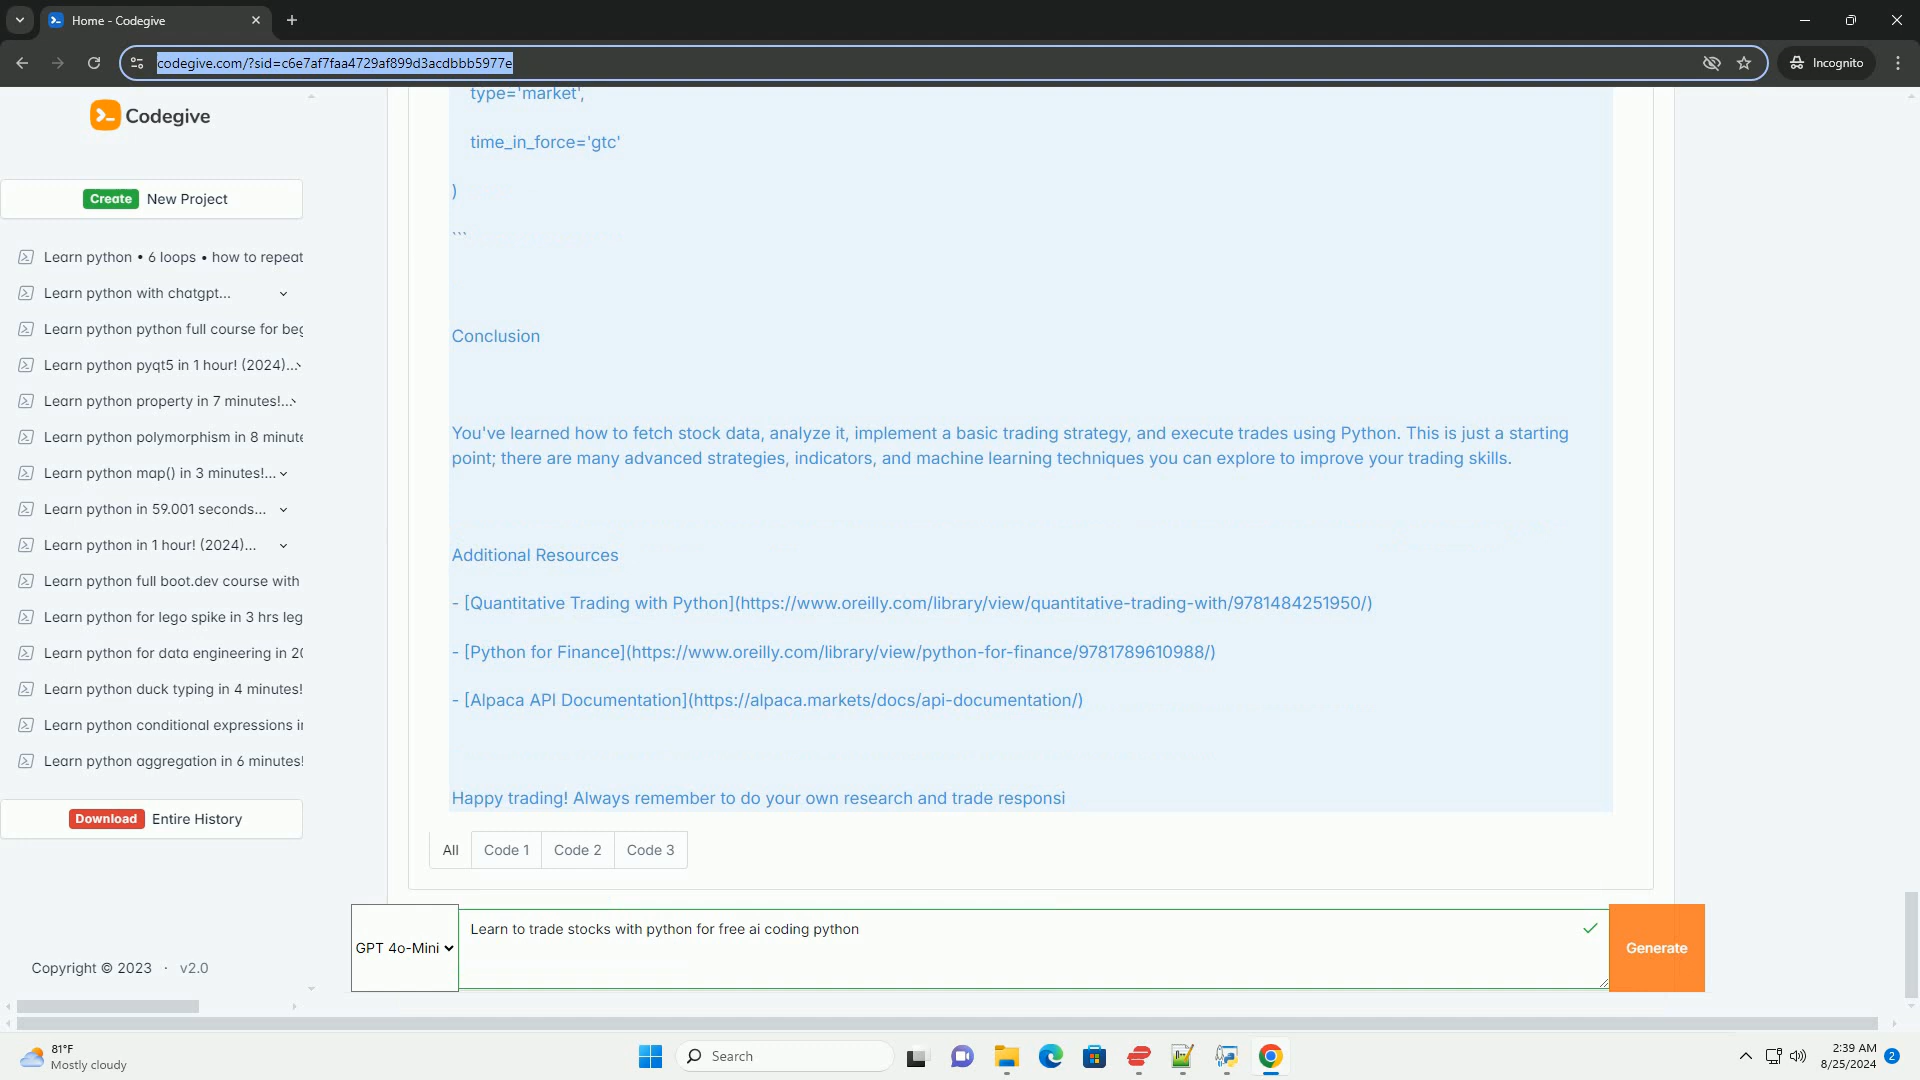 Home - Codegive
codegive.com/?sid=c6e7af7faa4729af899d3acdbbb5977e
Incognito
Codegive
Create New Project
Learn python • 6 loops • how to repeat
Learn python with chatgpt...
Learn python python full course for beg
Learn python pyqt5 in 1 hour! (2024)...
Learn python property in 7 minutes!...
Learn python polymorphism in 8 minute
Learn python map() in 3 minutes!...
Learn python in 59.001 seconds...
Learn python in 1 hour! (2024)...
Learn python full boot.dev course with
Learn python for lego spike in 3 hrs leg
Learn python for data engineering in 20
Learn python duck typing in 4 minutes!
Learn python conditional expressions in
Learn python aggregation in 6 minutes!
Download Entire History
Copyright © 2023 · v2.0
type='market',
time_in_force='gtc'
)
```
Conclusion
You've learned how to fetch stock data, analyze it, implement a basic trading strategy, and execute trades using Python. This is just a starting
point; there are many advanced strategies, indicators, and machine learning techniques you can explore to improve your trading skills.
Additional Resources
- [Quantitative Trading with Python](https://www.oreilly.com/library/view/quantitative-trading-with/9781484251950/)
- [Python for Finance](https://www.oreilly.com/library/view/python-for-finance/9781789610988/)
- [Alpaca API Documentation](https://alpaca.markets/docs/api-documentation/)
Happy trading! Always remember to do your own research and trade responsi
All Code 1 Code 2 Code 3
GPT 4o-Mini
Learn to trade stocks with python for free ai coding python
Generate
81°F
Mostly cloudy
Search
2:39 AM
8/25/2024
2